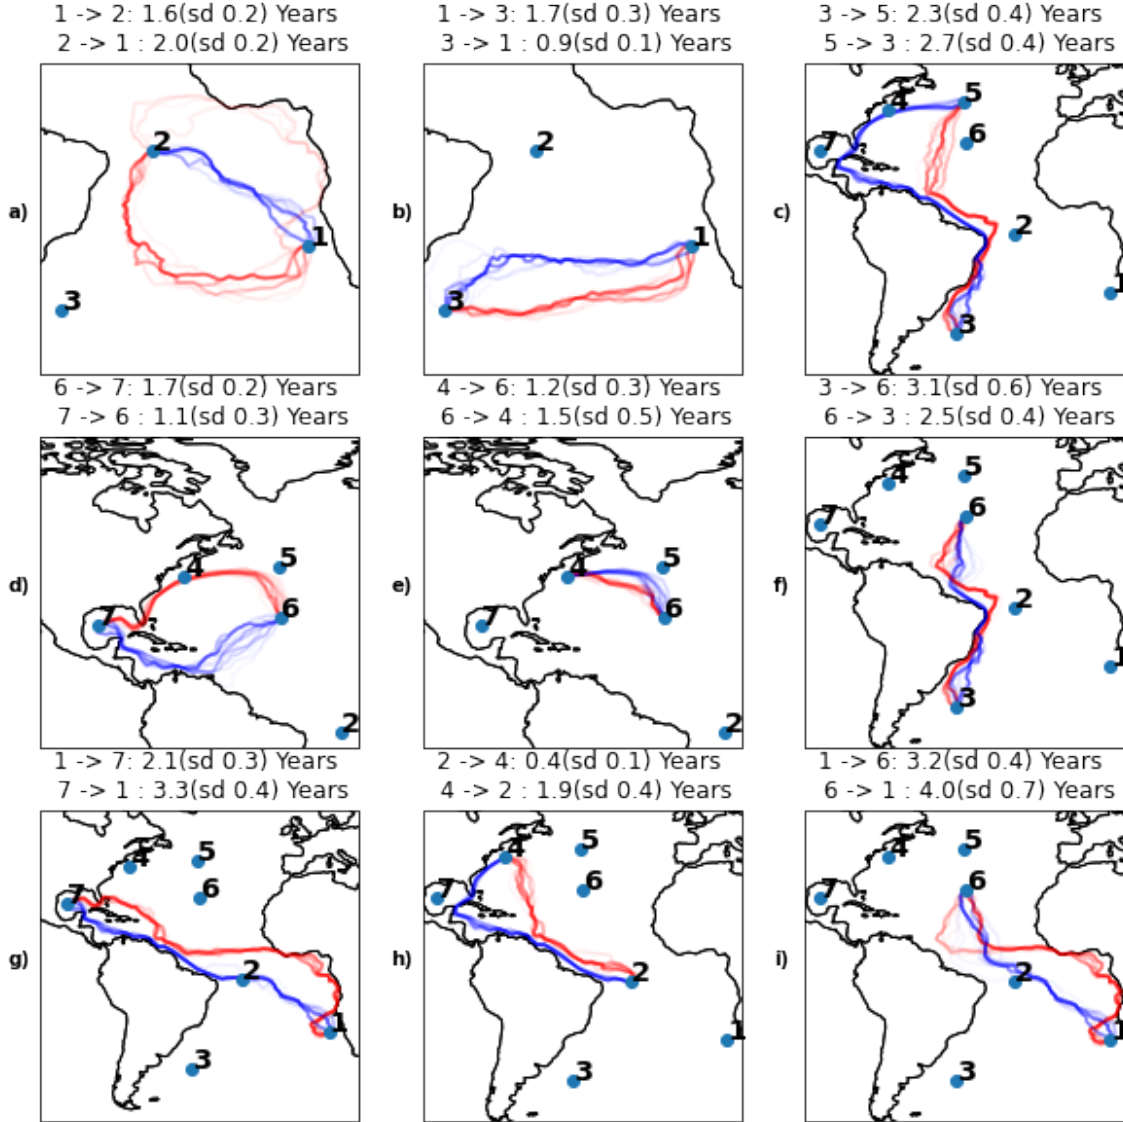 1 -> 2: 1.6(sd 0.2) Years
2 -> 1 : 2.0(sd 0.2) Years
1 -> 3: 1.7(sd 0.3) Years
3 -> 1 : 0.9(sd 0.1) Years
3 -> 5: 2.3(sd 0.4) Years
5 -> 3 : 2.7(sd 0.4) Years
a)
2
1
3
b)
2
1
3
c)
4
5
6
7
2
1
3
6 -> 7: 1.7(sd 0.2) Years
7 -> 6 : 1.1(sd 0.3) Years
4 -> 6: 1.2(sd 0.3) Years
6 -> 4 : 1.5(sd 0.5) Years
3 -> 6: 3.1(sd 0.6) Years
6 -> 3 : 2.5(sd 0.4) Years
d)
5
4
6
7
2
e)
5
4
6
7
2
f)
5
4
6
7
2
1
3
1 -> 7: 2.1(sd 0.3) Years
7 -> 1 : 3.3(sd 0.4) Years
2 -> 4: 0.4(sd 0.1) Years
4 -> 2 : 1.9(sd 0.4) Years
1 -> 6: 3.2(sd 0.4) Years
6 -> 1 : 4.0(sd 0.7) Years
g)
5
4
6
7
2
1
3
h)
5
4
6
7
2
1
3
i)
5
4
6
7
2
1
3